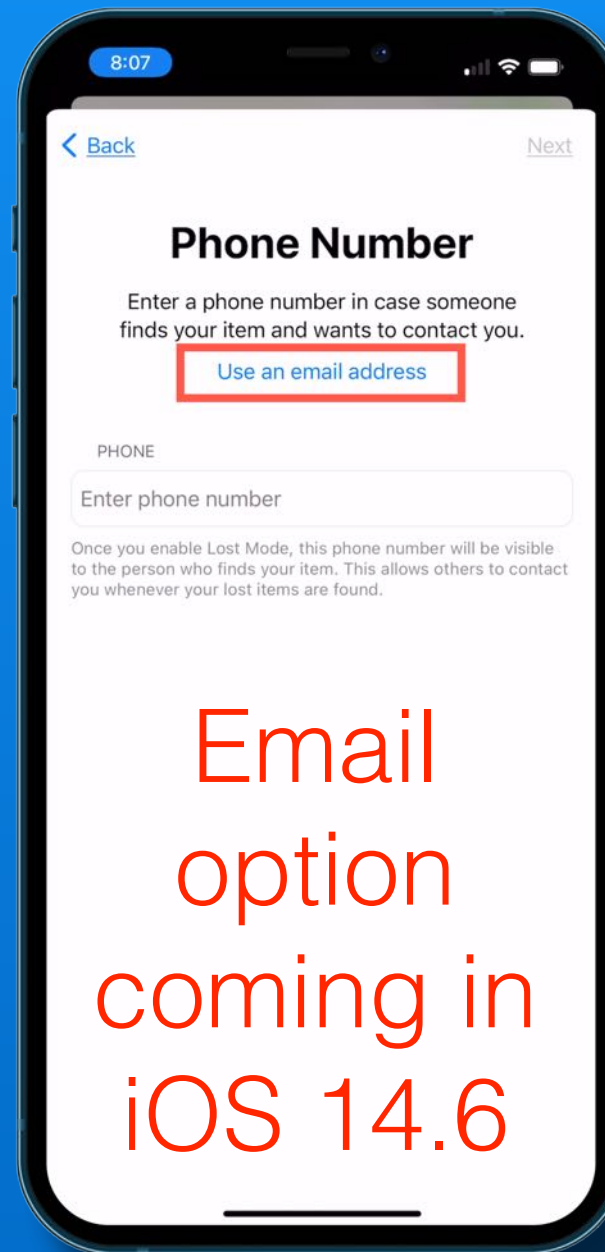 8:07
Back
Next
Phone Number
Enter a phone number in case someone
finds your item and wants to contact you.
Use an email address
PHONE
Enter phone number
Once you enable Lost Mode, this phone number will be visible
to the person who finds your item. This allows others to contact
you whenever your lost items are found.
Email
option
coming in
iOS 14.6